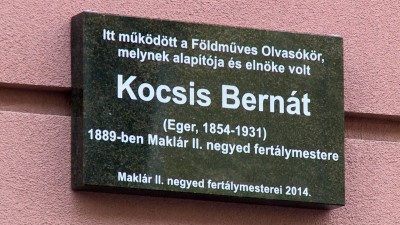 Itt működött a Földműves Olvasókör,
melynek alapítója és elnöke volt
Kocsis Bernát
(Eger, 1854-1931)
1889-ben Maklár II. negyed fertálymestere
Maklár II. negyed fertálymesterei 2014.